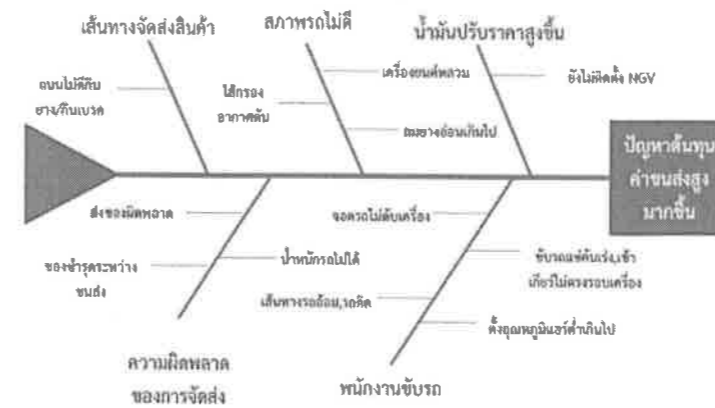 เส้นทางจัดส่งสินค้า
สภาพรถไม่ดี
น้ำมันปรับราคาสูงขึ้น
ถนนไม่ดีกิน
ยาง/กินเบรค
ไส้กรอง
อากาศตัน
เครื่องยนต์หลวม
ลมยางอ่อนเกินไป
ยังไม่ติดตั้ง NGV
ปัญหาต้นทุน
ค่าขนส่งสูง
มากขึ้น
ส่งของผิดพลาด
ของชำรุดระหว่าง
ขนส่ง
น้ำหนักรถไม่ได้
ความผิดพลาด
ของการจัดส่ง
จอดรถไม่ดับเครื่อง
เส้นทางรถอ้อม,รถติด
ขับรถแช่คันเร่ง,เข้า
เกียร์ไม่ตรงรอบเครื่อง
ตั้งอุณหภูมิแอร์ต่ำเกินไป
พนักงานขับรถ